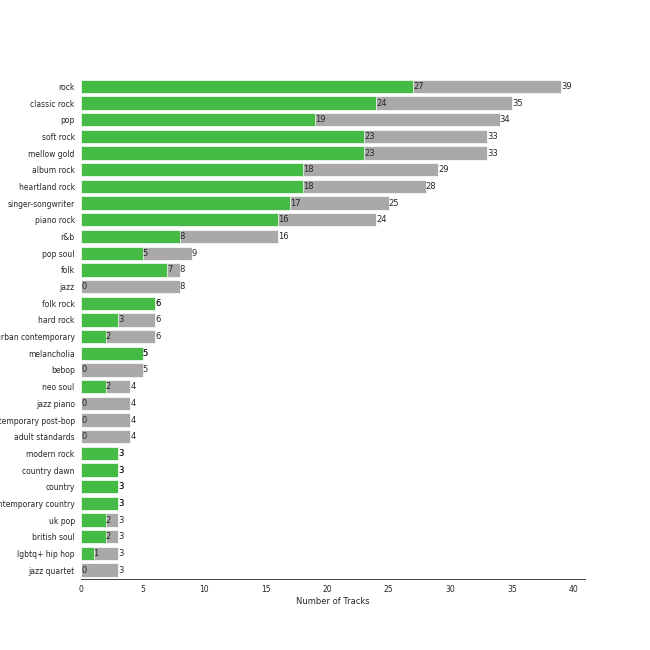 rock 27 39
classic rock 24 35
pop 19 34
soft rock 23 33
mellow gold 23 33
album rock 18 29
heartland rock 18 28
singer-songwriter 17 25
piano rock 16 24
r&b 8 16
pop soul 5 9
folk 7 8
jazz 0 8
folk rock 6
hard rock 3 6
urban contemporary 2 6
melancholia 5
bebop 0 5
neo soul 2 4
jazz piano 0 4
temporary post-bop 0 4
adult standards 0 4
modern rock 3
country dawn 3
country 3
ntemporary country 3
uk pop 2 3
british soul 2 3
lgbtq+ hip hop 1 3
jazz quartet 0 3
0 5 10 15 20 25 30 35 40
Number of Tracks